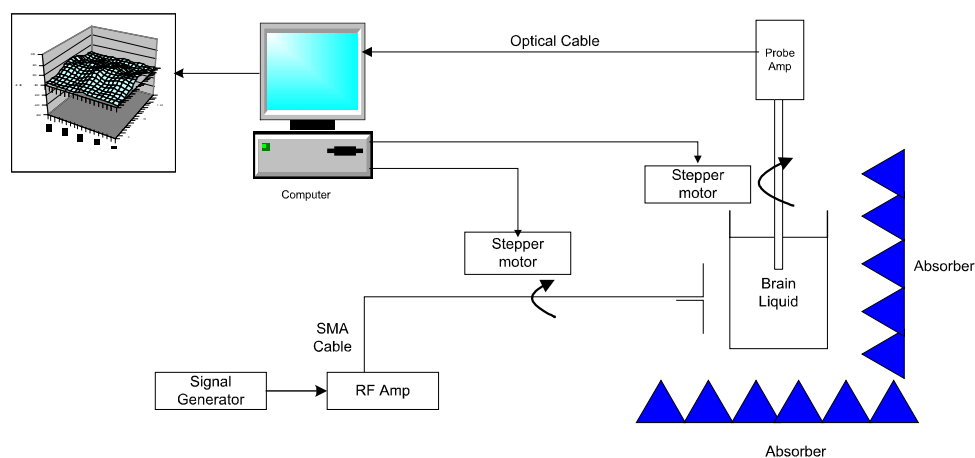 Optical Cable
Probe
Amp
Computer
Stepper
motor
Stepper
motor
Brain
Liquid
Absorber
SMA
Cable
Signal
Generator
RF Amp
Absorber